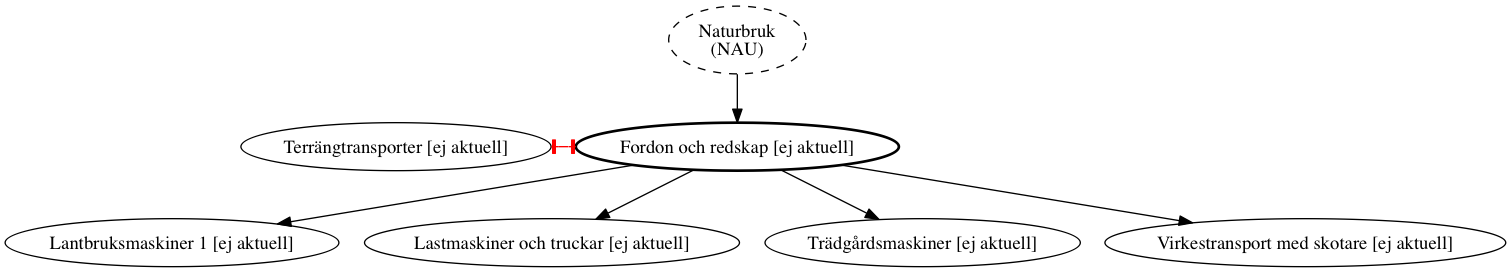 Naturbruk
(NAU)
Terrängtransporter [ej aktuell]
Fordon och redskap [ej aktuell]
Lantbruksmaskiner 1 [ej aktuell]
Lastmaskiner och truckar [ej aktuell]
Trädgårdsmaskiner [ej aktuell]
Virkestransport med skotare [ej aktuell]